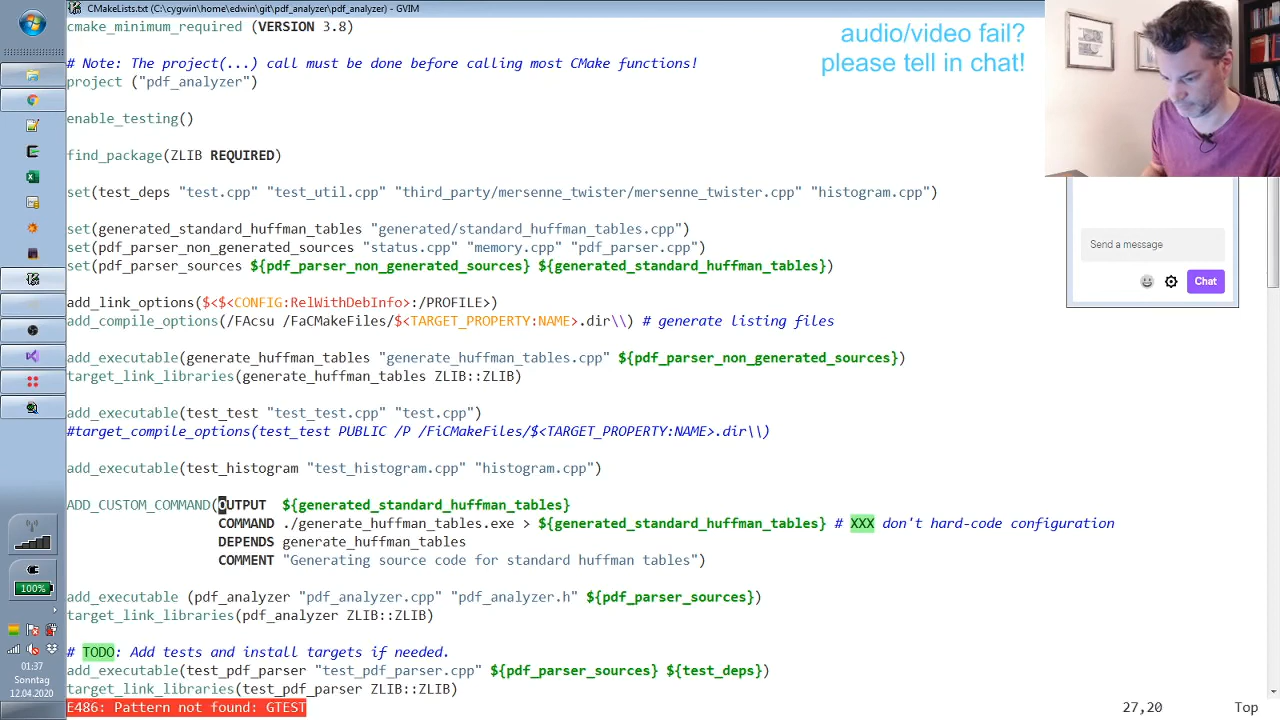 CMakeLists.txt (C:\cygwin\home\edwin\git\pdf_analyzer\pdf_analyzer) - GVIM
cmake_minimum_required (VERSION 3.8)
audio/video fail?
please tell in chat!
# Note: The project(...) call must be done before calling most CMake functions!
project ("pdf_analyzer")
enable_testing()
find_package(ZLIB REQUIRED)
set(test_deps "test.cpp" "test_util.cpp" "third_party/mersenne_twister/mersenne_twister.cpp" "histogram.cpp")
set(generated_standard_huffman_tables "generated/standard_huffman_tables.cpp")
set(pdf_parser_non_generated_sources "status.cpp" "memory.cpp" "pdf_parser.cpp")
set(pdf_parser_sources ${pdf_parser_non_generated_sources} ${generated_standard_huffman_tables})
add_link_options($<$<CONFIG:RelWithDebInfo>:/PROFILE>)
add_compile_options(/FAcsu /FaCMakeFiles/$<TARGET_PROPERTY:NAME>.dir\\) # generate listing files
add_executable(generate_huffman_tables "generate_huffman_tables.cpp" ${pdf_parser_non_generated_sources})
target_link_libraries(generate_huffman_tables ZLIB::ZLIB)
add_executable(test_test "test_test.cpp" "test.cpp")
#target_compile_options(test_test PUBLIC /P /FiCMakeFiles/$<TARGET_PROPERTY:NAME>.dir\\)
add_executable(test_histogram "test_histogram.cpp" "histogram.cpp")
ADD_CUSTOM_COMMAND(OUTPUT ${generated_standard_huffman_tables}
COMMAND ./generate_huffman_tables.exe > ${generated_standard_huffman_tables} # XXX don't hard-code configuration
DEPENDS generate_huffman_tables
COMMENT "Generating source code for standard huffman tables")
add_executable (pdf_analyzer "pdf_analyzer.cpp" "pdf_analyzer.h" ${pdf_parser_sources})
target_link_libraries(pdf_analyzer ZLIB::ZLIB)
# TODO: Add tests and install targets if needed.
add_executable(test_pdf_parser "test_pdf_parser.cpp" ${pdf_parser_sources} ${test_deps})
target_link_libraries(test_pdf_parser ZLIB::ZLIB)
E486: Pattern not found: GTEST
27,20
Top
Send a message
Chat
100%
01:37
Sonntag
12.04.2020